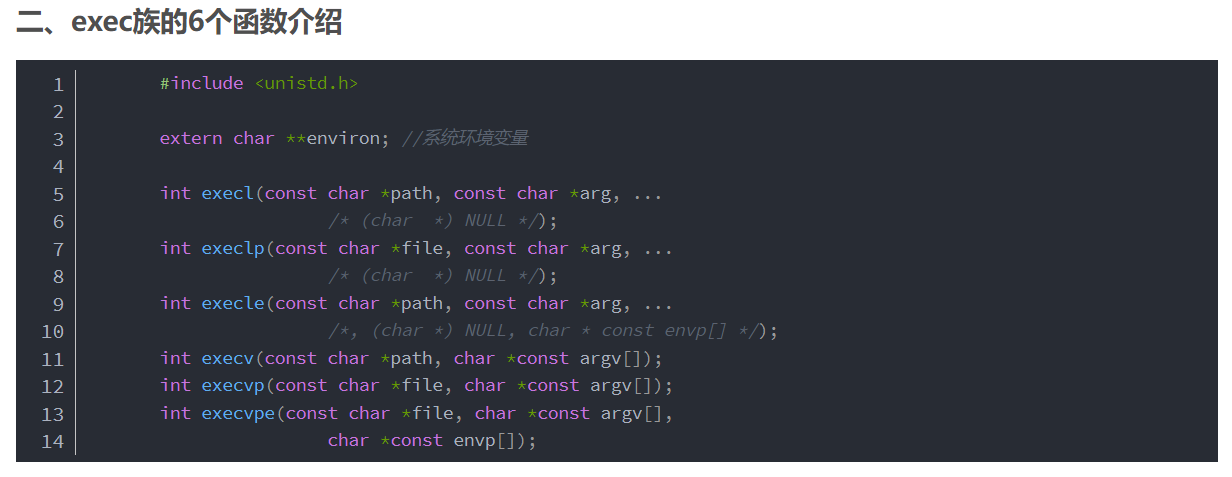 二、exec族的6个函数介绍
1 #include <unistd.h>
2
3 extern char **environ; //系统环境变量
4
5 int execl(const char *path, const char *arg, ...
6 /* (char  *) NULL */);
7 int execlp(const char *file, const char *arg, ...
8 /* (char  *) NULL */);
9 int execle(const char *path, const char *arg, ...
10 /*, (char *) NULL, char * const envp[] */);
11 int execv(const char *path, char *const argv[]);
12 int execvp(const char *file, char *const argv[]);
13 int execvpe(const char *file, char *const argv[],
14 char *const envp[]);